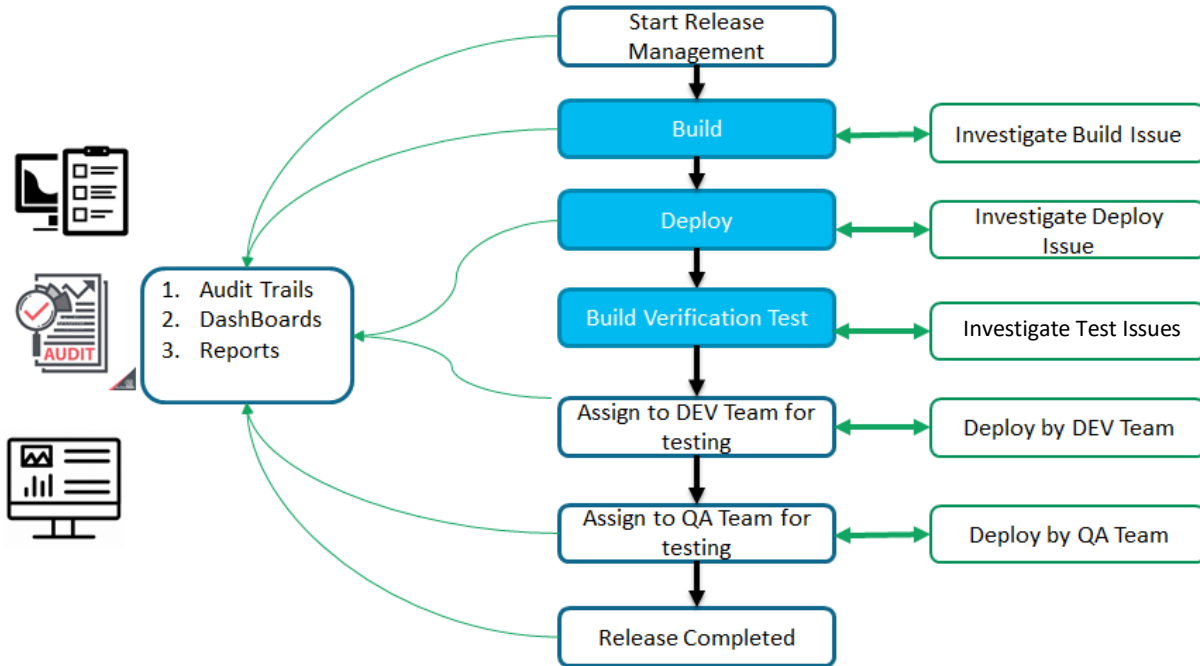 Start Release
Management
Build
Investigate Build Issue
Deploy
Investigate Deploy
Issue
1. Audit Trails
2. DashBoards
3. Reports
AUDIT
Build Verification Test
Investigate Test Issues
Assign to DEV Team for
testing
Deploy by DEV Team
Assign to QA Team for
testing
Deploy by QA Team
Release Completed